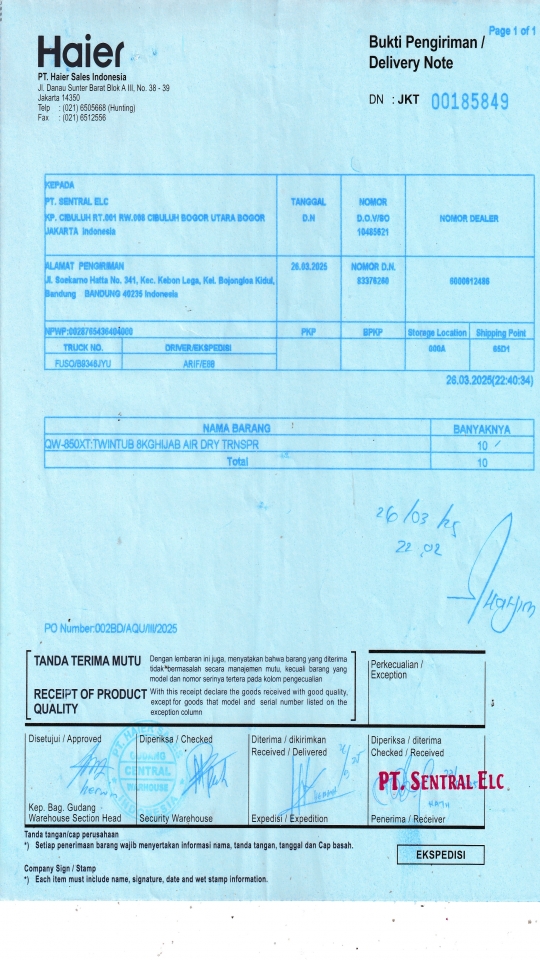 Page 1 of 1
Haier
PT. Haier Sales Indonesia
Jl. Danau Sunter Barat Blok A III, No. 38 - 39
Jakarta 14350
Telp : (021) 6505668 (Hunting)
Fax : (021) 6512556
Bukti Pengiriman /
Delivery Note
DN : JKT 00185849
KEPADA
PT. SENTRAL ELC
KP. CIBULUH RT.001 RW.008 CIBULUH BOGOR UTARA BOGOR
JAKARTA Indonesia
TANGGAL
D.N
NOMOR
D.O.V/SO
10485621
NOMOR DEALER
ALAMAT PENGIRIMAN
Jl. Soekarno Hatta No. 341, Kec. Kebon Lega, Kel. Bojongloa Kidul,
Bandung BANDUNG 40235 Indonesia
26.03.2025
NOMOR D.N.
83376260
6000612486
NPWP:0028765436404000
PKP
BPKP
Storage Location
Shipping Point
TRUCK NO.
DRIVER/EKSPEDISI
000A
65D1
FUSO/B9348JYU
ARIF/E68
26.03.2025(22:40:34)
NAMA BARANG
BANYAKNYA
QW-850XT:TWINTUB 8KGHIJAB AIR DRY TRNSPR
10
Total
10
26/03/25
22.02
PO Number:002BD/AQU/III/2025
TANDA TERIMA MUTU
Dengan lembaran ini juga, menyatakan bahwa barang yang diterima
tidak bermasalah secara manajemen mutu, kecuali barang yang
model dan nomor serinya tertera pada kolom pengecualian
RECEIPT OF PRODUCT
QUALITY
With this receipt declare the goods received with good quality,
except for goods that model and serial number listed on the
exception column
Perkecualian /
Exception
Disetujui / Approved
Diperiksa / Checked
Diterima / dikirimkan
Received / Delivered
Diperiksa / diterima
Checked / Received
GUDANG
CENTRAL
WAREHOUSE
PT. SENTRAL ELC.
Kep. Bag. Gudang
Warehouse Section Head
Security Warehouse
Expedisi / Expedition
Penerima / Receiver
Tanda tangan/cap perusahaan
*) Setiap penerimaan barang wajib menyertakan informasi nama, tanda tangan, tanggal dan Cap basah.
EKSPEDISI
Company Sign / Stamp
*) Each item must include name, signature, date and wet stamp information.